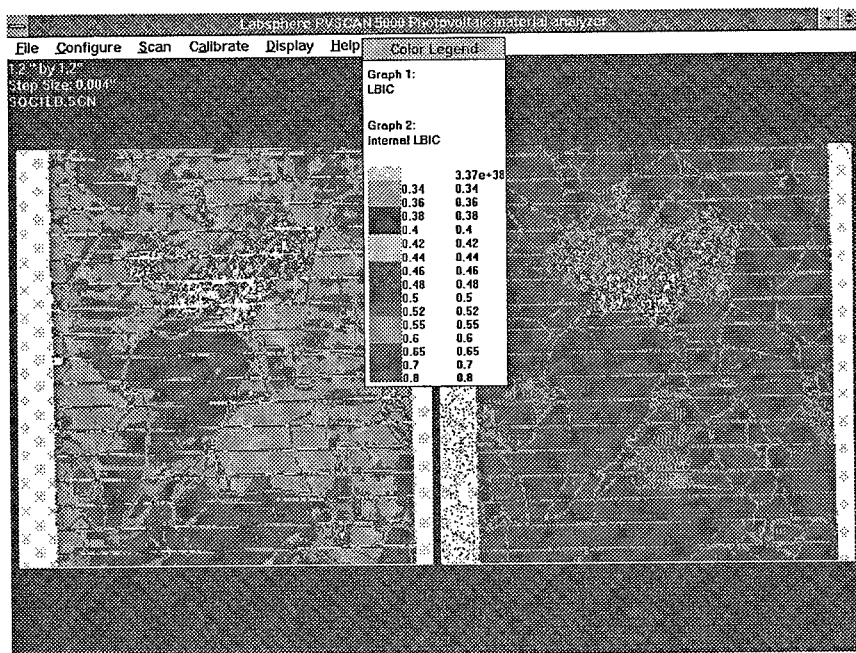 Labsphere PVSCAN 5000 Photovoltaic material analyzer
File Configure Scan Calibrate Display Help
1.2" by 1.2"
Step Size: 0.004"
Color Legend
Graph 1:
LBIC
Graph 2:
Internal LBIC
3.37e+38
0.34 0.34
0.36 0.36
0.38 0.38
0.4 0.4
0.42 0.42
0.44 0.44
0.46 0.46
0.48 0.48
0.5 0.5
0.52 0.52
0.55 0.55
0.6 0.6
0.65 0.65
0.7 0.7
0.8 0.8